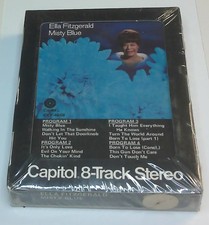 Ella Fitzgerald
Misty Blue
PROGRAM 1
Misty Blue
Walking In The Sunshine
Don't Let That Doorknob
Hit You
PROGRAM 2
It's Only Love
Evil On Your Mind
The Chokin' Kind
PROGRAM 3
I Taught Him Everything
He Knows
Turn The World Around
Born To Lose (part 1)
PROGRAM 4
Born To Lose (Concl.)
This Gun Don't Care
Don't Touch Me
Capitol 8-Track Stereo